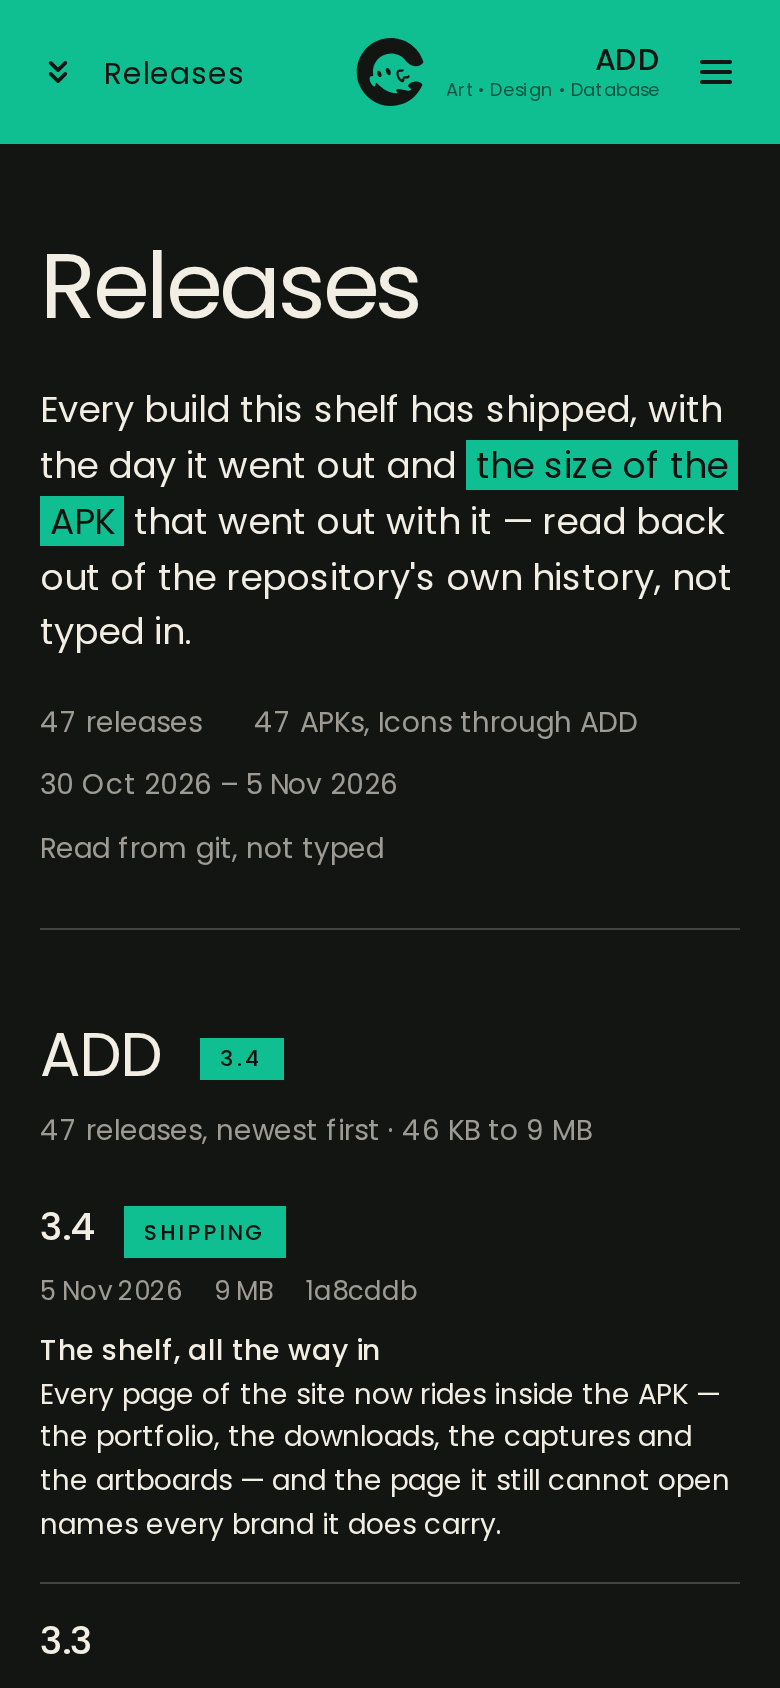 Releases
ADD
Art • Design • Database
Releases
Every build this shelf has shipped, with
the day it went out and the size of the
APK that went out with it — read back
out of the repository's own history, not
typed in.
47 releases 47 APKs, Icons through ADD
30 Oct 2026 – 5 Nov 2026
Read from git, not typed
ADD 3.4
47 releases, newest first · 46 KB to 9 MB
3.4 SHIPPING
5 Nov 2026 9 MB 1a8cddb
The shelf, all the way in
Every page of the site now rides inside the APK —
the portfolio, the downloads, the captures and
the artboards — and the page it still cannot open
names every brand it does carry.
3.3